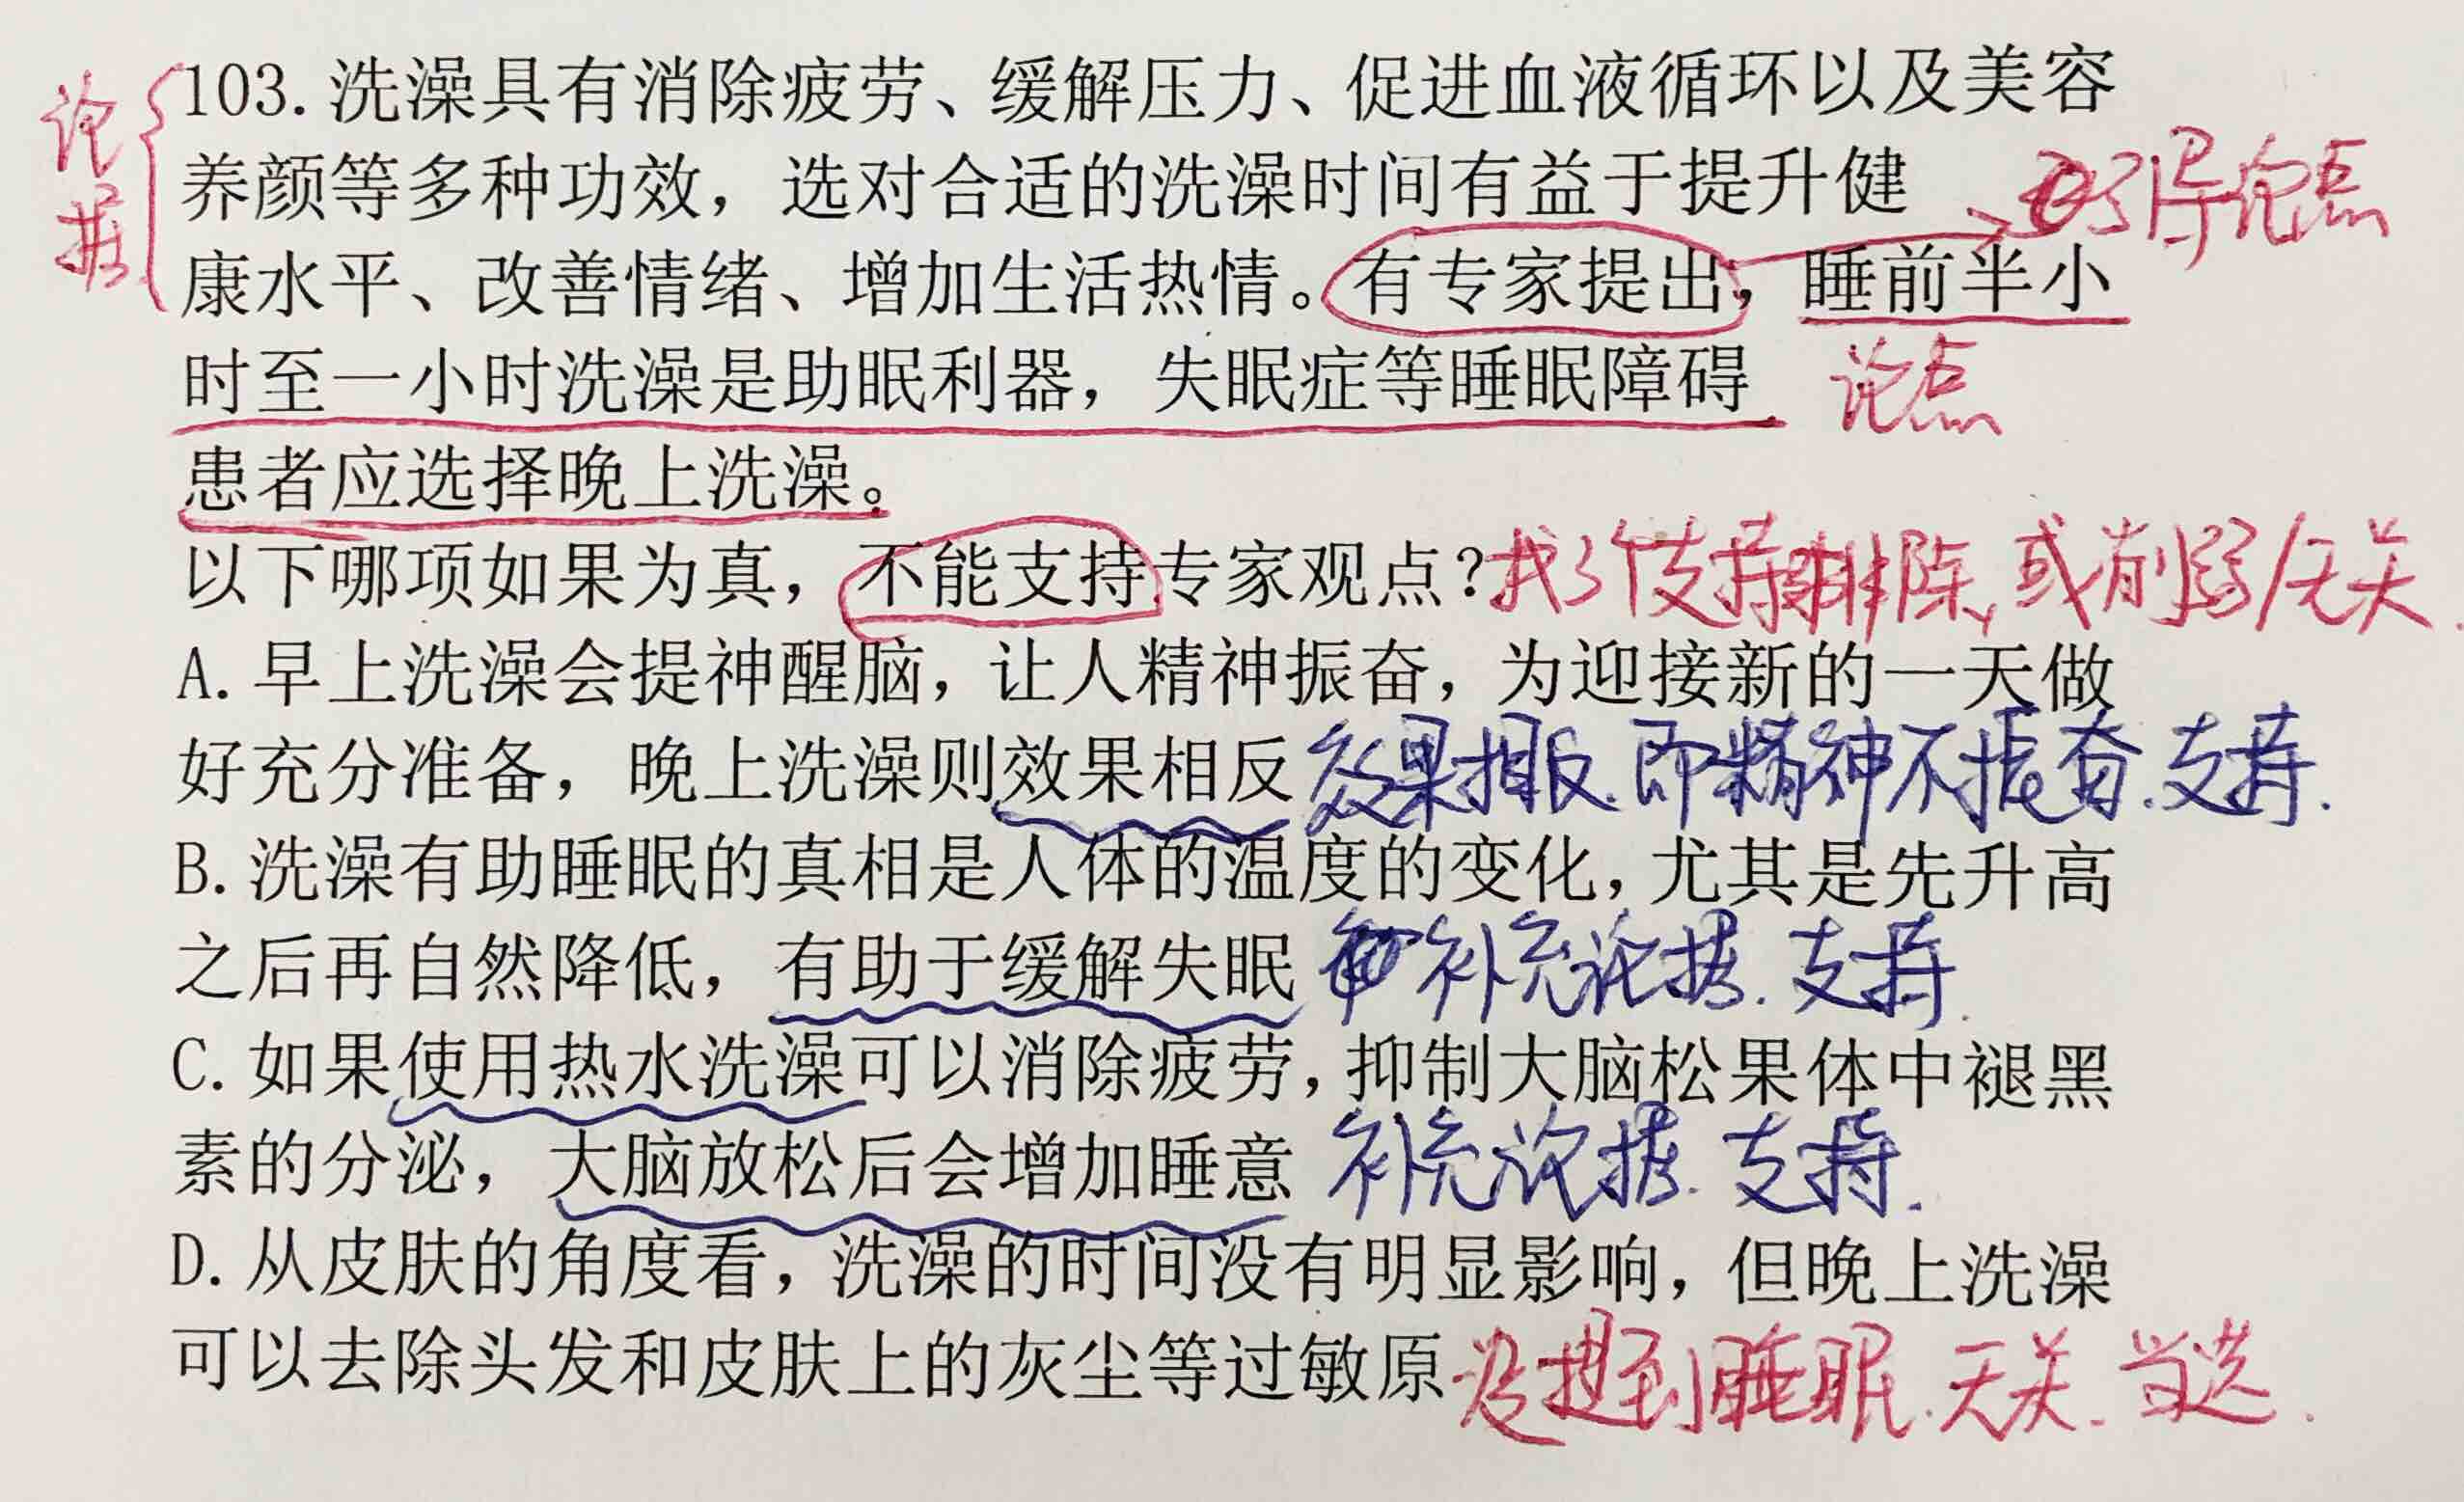 论据
103. 洗澡具有消除疲劳、缓解压力、促进血液循环以及美容
养颜等多种功效，选对合适的洗澡时间有益于提升健
引导论点
康水平、改善情绪、增加生活热情。有专家提出，睡前半小
时至一小时洗澡是助眠利器，失眠症等睡眠障碍 论点
患者应选择晚上洗澡。
以下哪项如果为真，不能支持专家观点？找3个支持排除，或削弱/无关.
A. 早上洗澡会提神醒脑，让人精神振奋，为迎接新的一天做
好充分准备，晚上洗澡则效果相反 效果相反.即精神不振奋.支持.
B. 洗澡有助睡眠的真相是人体的温度的变化，尤其是先升高
之后再自然降低，有助于缓解失眠 补充论据.支持.
C. 如果使用热水洗澡可以消除疲劳，抑制大脑松果体中褪黑
素的分泌，大脑放松后会增加睡意 补充论据.支持.
D. 从皮肤的角度看，洗澡的时间没有明显影响，但晚上洗澡
可以去除头发和皮肤上的灰尘等过敏原 没提到睡眠.无关.当选.